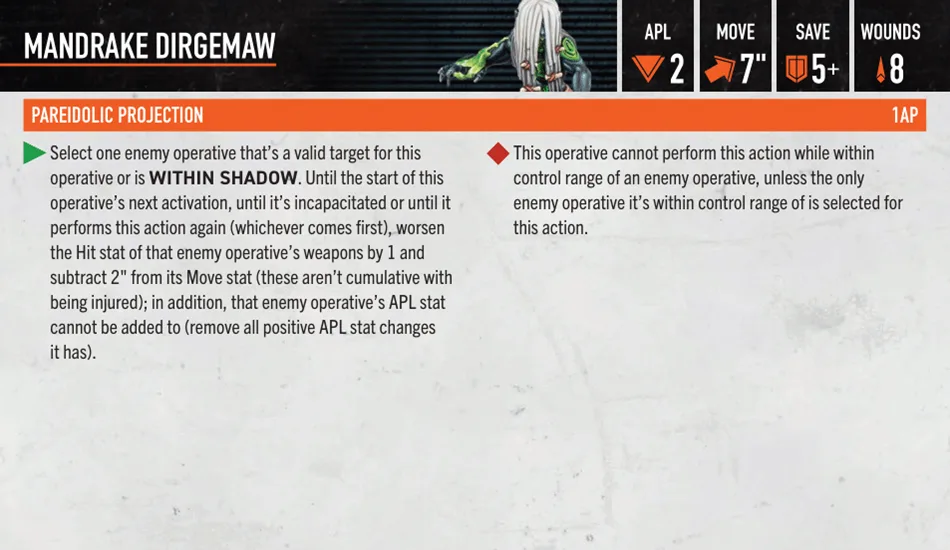 MANDRAKE DIRGEMAW
APL
2
MOVE
7"
SAVE
5+
WOUNDS
8
PAREIDOLIC PROJECTION
1AP
Select one enemy operative that's a valid target for this
operative or is WITHIN SHADOW. Until the start of this
operative's next activation, until it's incapacitated or until it
performs this action again (whichever comes first), worsen
the Hit stat of that enemy operative's weapons by 1 and
subtract 2" from its Move stat (these aren't cumulative with
being injured); in addition, that enemy operative's APL stat
cannot be added to (remove all positive APL stat changes
it has).
This operative cannot perform this action while within
control range of an enemy operative, unless the only
enemy operative it's within control range of is selected for
this action.